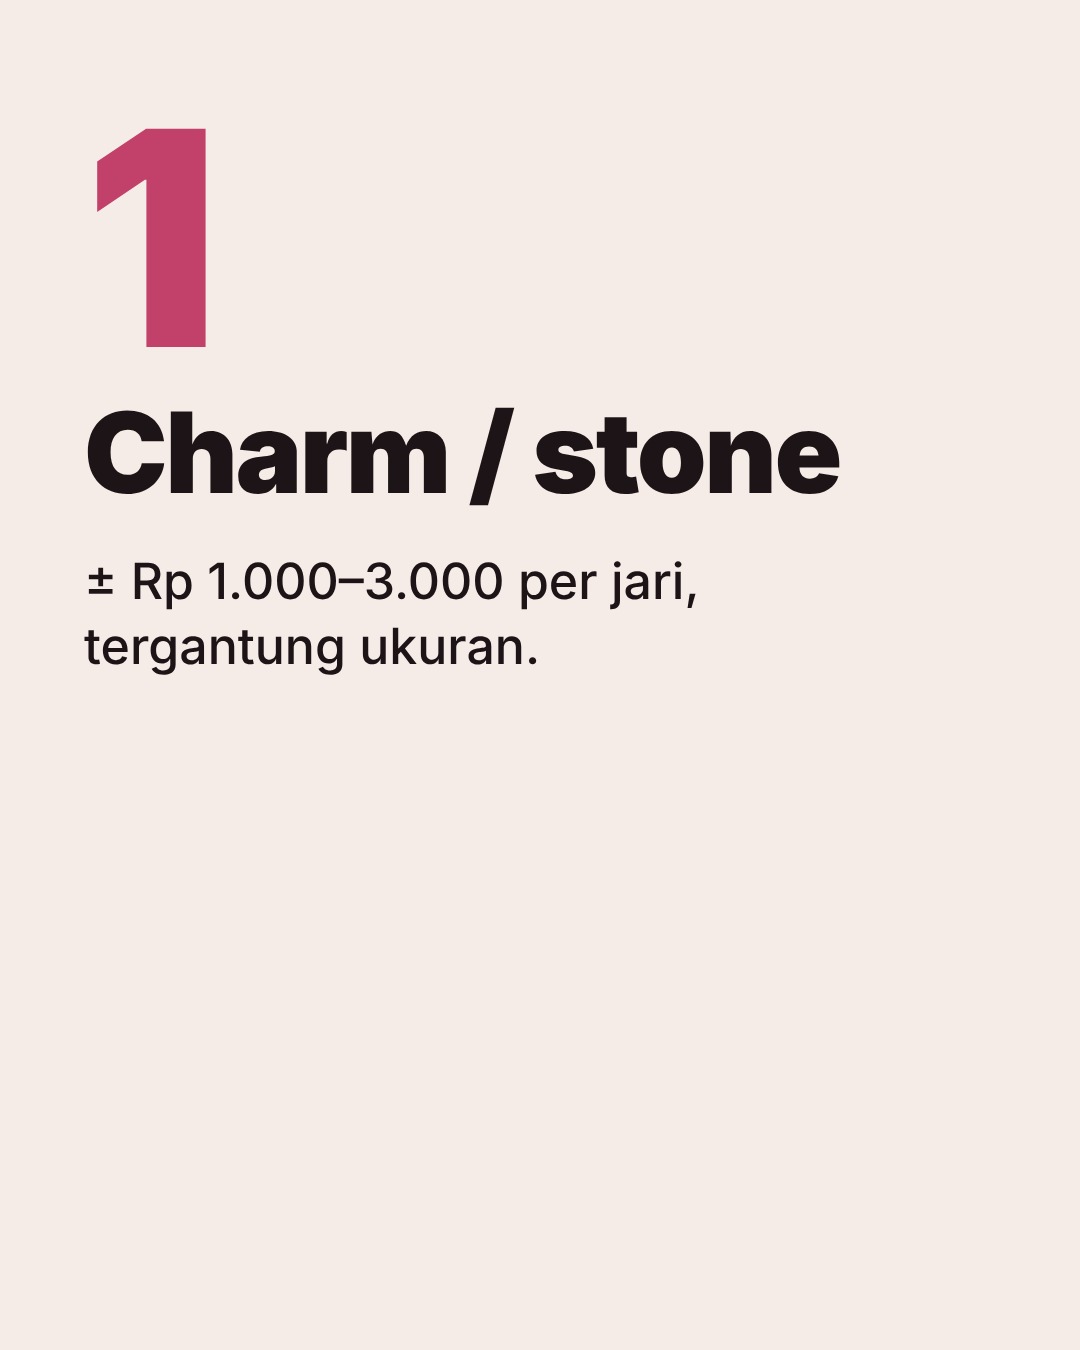 1
Charm / stone
± Rp 1.000–3.000 per jari,
tergantung ukuran.